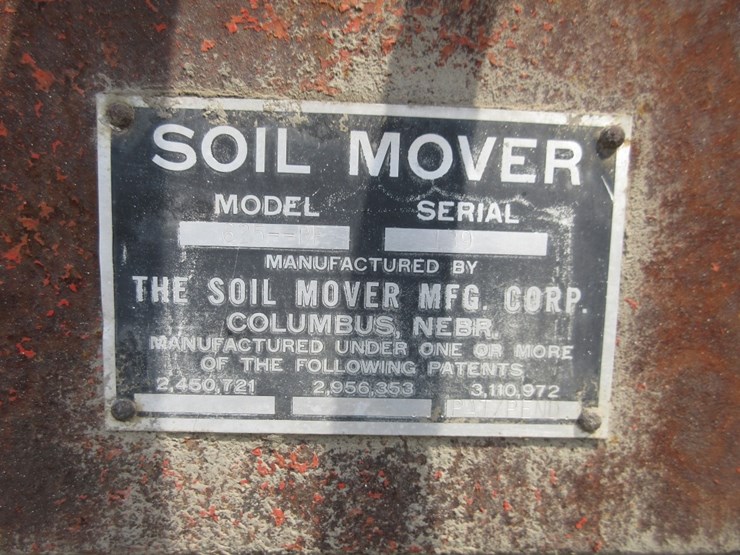 SOIL MOVER
MODEL SERIAL
MANUFACTURED BY
THE SOIL MOVER MFG. CORP.
COLUMBUS, NEBR.
MANUFACTURED UNDER ONE OR MORE
OF THE FOLLOWING PATENTS
2,450,721 2,956,353 3,110,972